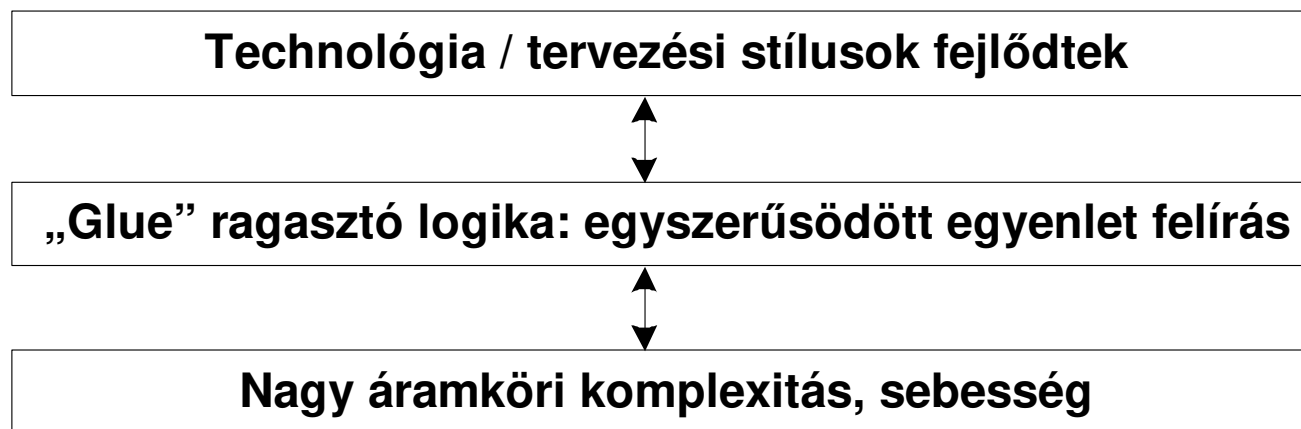 Technológia / tervezési stílusok fejlődtek
„Glue” ragasztó logika: egyszerűsödött egyenlet felírás
Nagy áramköri komplexitás, sebesség